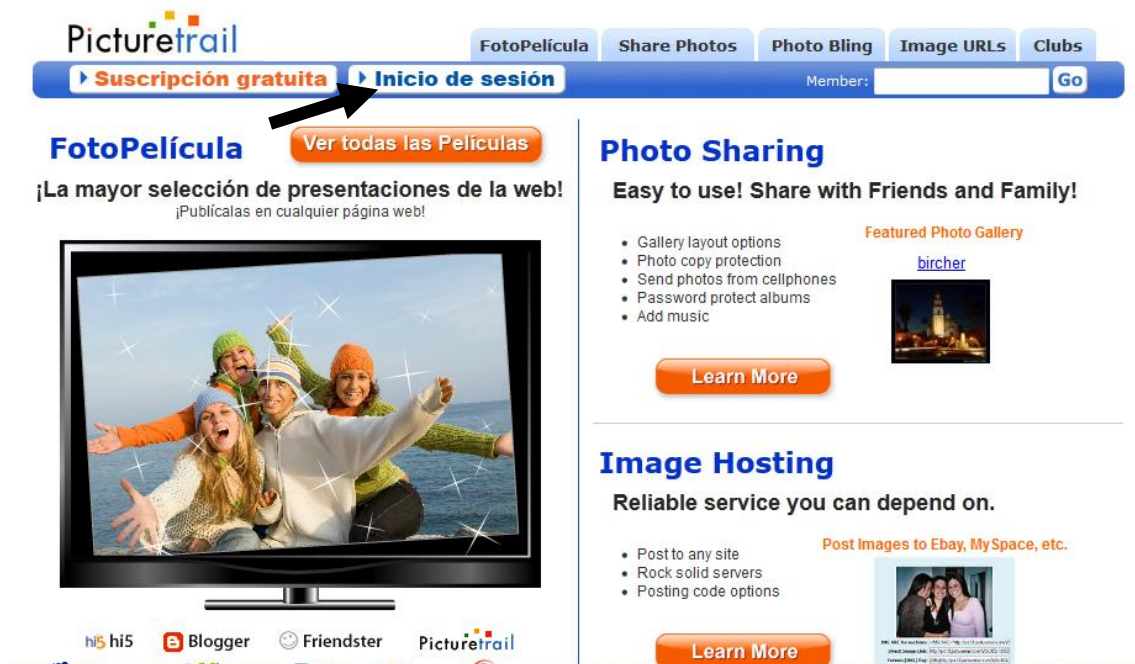 Picturetrail
FotoPelícula Share Photos Photo Bling Image URLs Clubs
Suscripción gratuita Inicio de sesión Member: Go
FotoPelícula Ver todas las Películas
¡La mayor selección de presentaciones de la web!
¡Publícalas en cualquier página web!
hi5 hi5 Blogger Friendster Picturetrail
Photo Sharing
Easy to use! Share with Friends and Family!
Gallery layout options
Photo copy protection
Send photos from cellphones
Password protect albums
Add music
Featured Photo Gallery
bircher
Learn More
Image Hosting
Reliable service you can depend on.
Post to any site
Rock solid servers
Posting code options
Post Images to Ebay, MySpace, etc.
Learn More